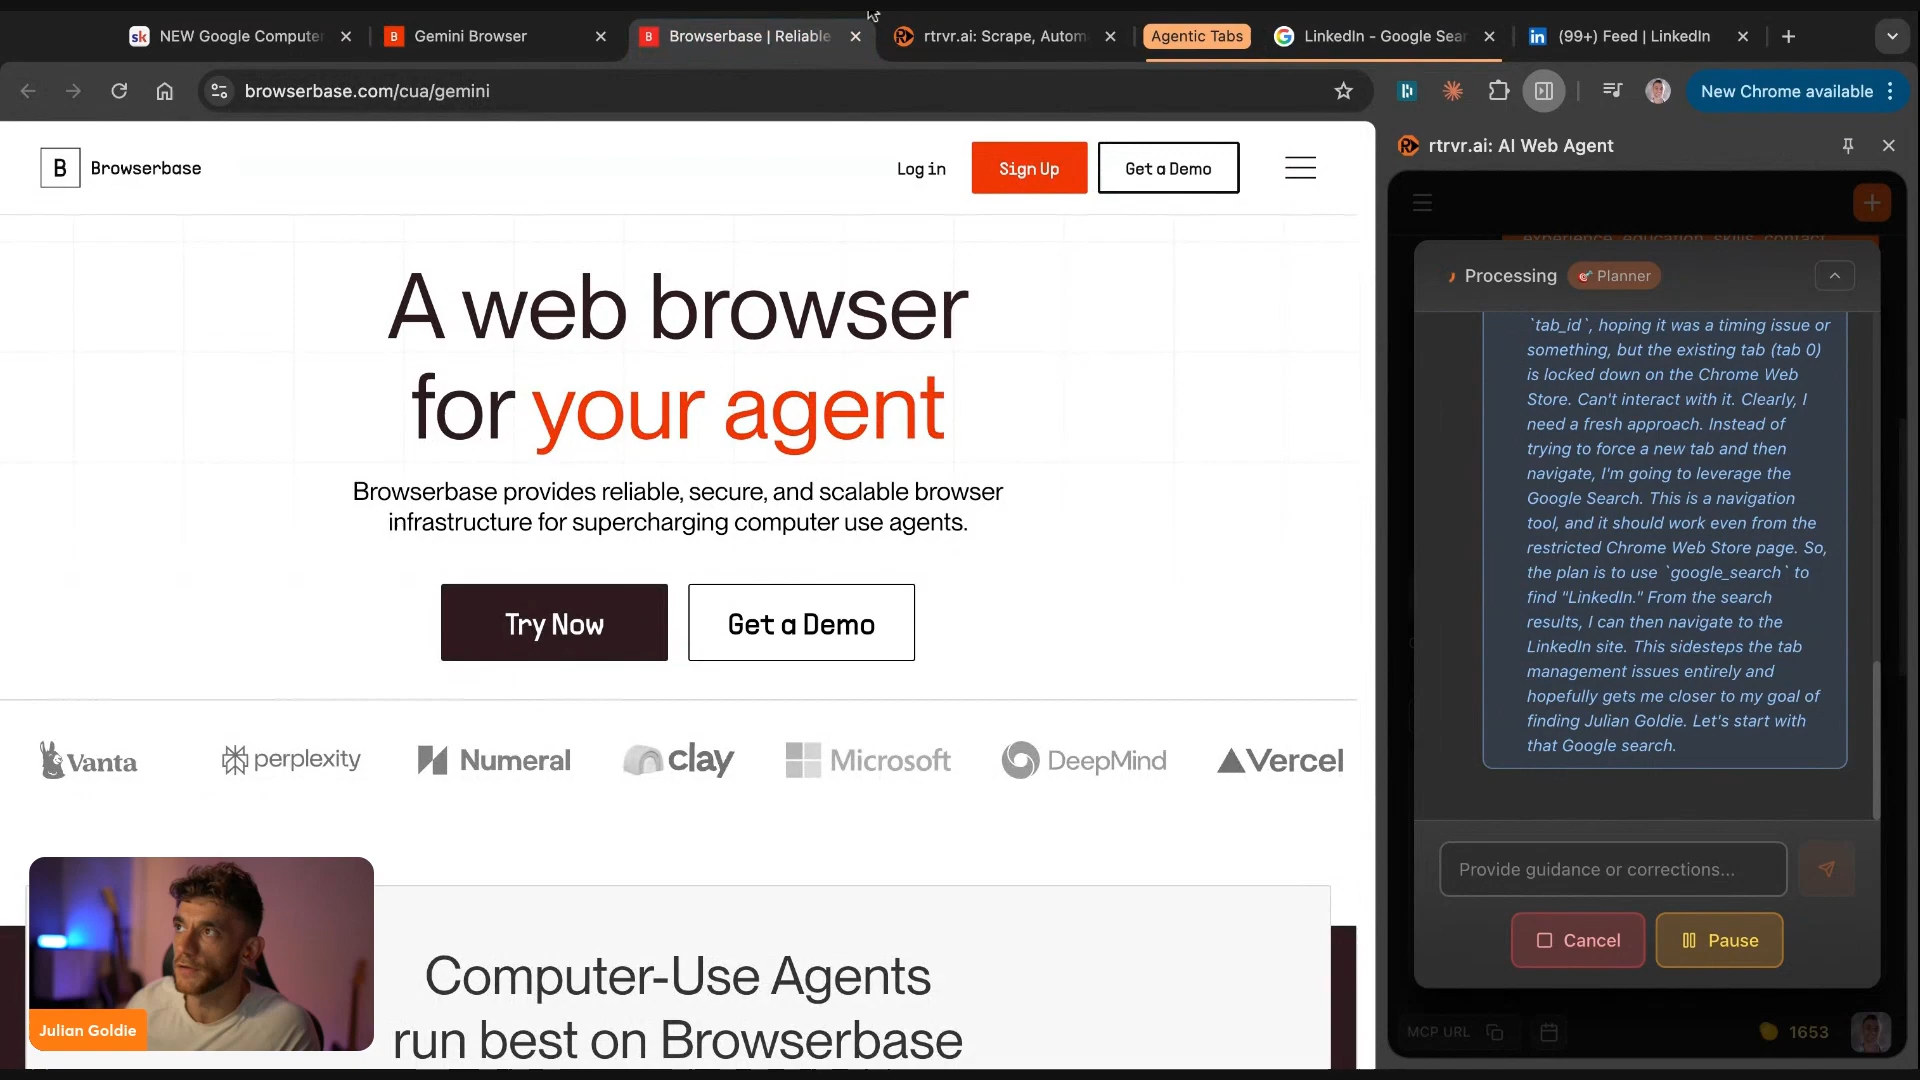 sk NEW Google Computer
B Gemini Browser
B Browserbase | Reliable
rtrvr.ai: Scrape, Autom
Agentic Tabs
LinkedIn - Google Sear
in (99+) Feed | LinkedIn
browserbase.com/cua/gemini
New Chrome available
B Browserbase
Log in
Sign Up
Get a Demo
A web browser
for your agent
Browserbase provides reliable, secure, and scalable browser
infrastructure for supercharging computer use agents.
Try Now
Get a Demo
Vanta
perplexity
Numeral
clay
Microsoft
DeepMind
Vercel
Computer-Use Agents
run best on Browserbase
Julian Goldie
rtrvr.ai: AI Web Agent
experience, education, skills, contact
Processing
Planner
`tab_id`, hoping it was a timing issue or
something, but the existing tab (tab 0)
is locked down on the Chrome Web
Store. Can't interact with it. Clearly, I
need a fresh approach. Instead of
trying to force a new tab and then
navigate, I'm going to leverage the
Google Search. This is a navigation
tool, and it should work even from the
restricted Chrome Web Store page. So,
the plan is to use `google_search` to
find "LinkedIn." From the search
results, I can then navigate to the
LinkedIn site. This sidesteps the tab
management issues entirely and
hopefully gets me closer to my goal of
finding Julian Goldie. Let's start with
that Google search.
Provide guidance or corrections...
Cancel
Pause
MCP URL
1653